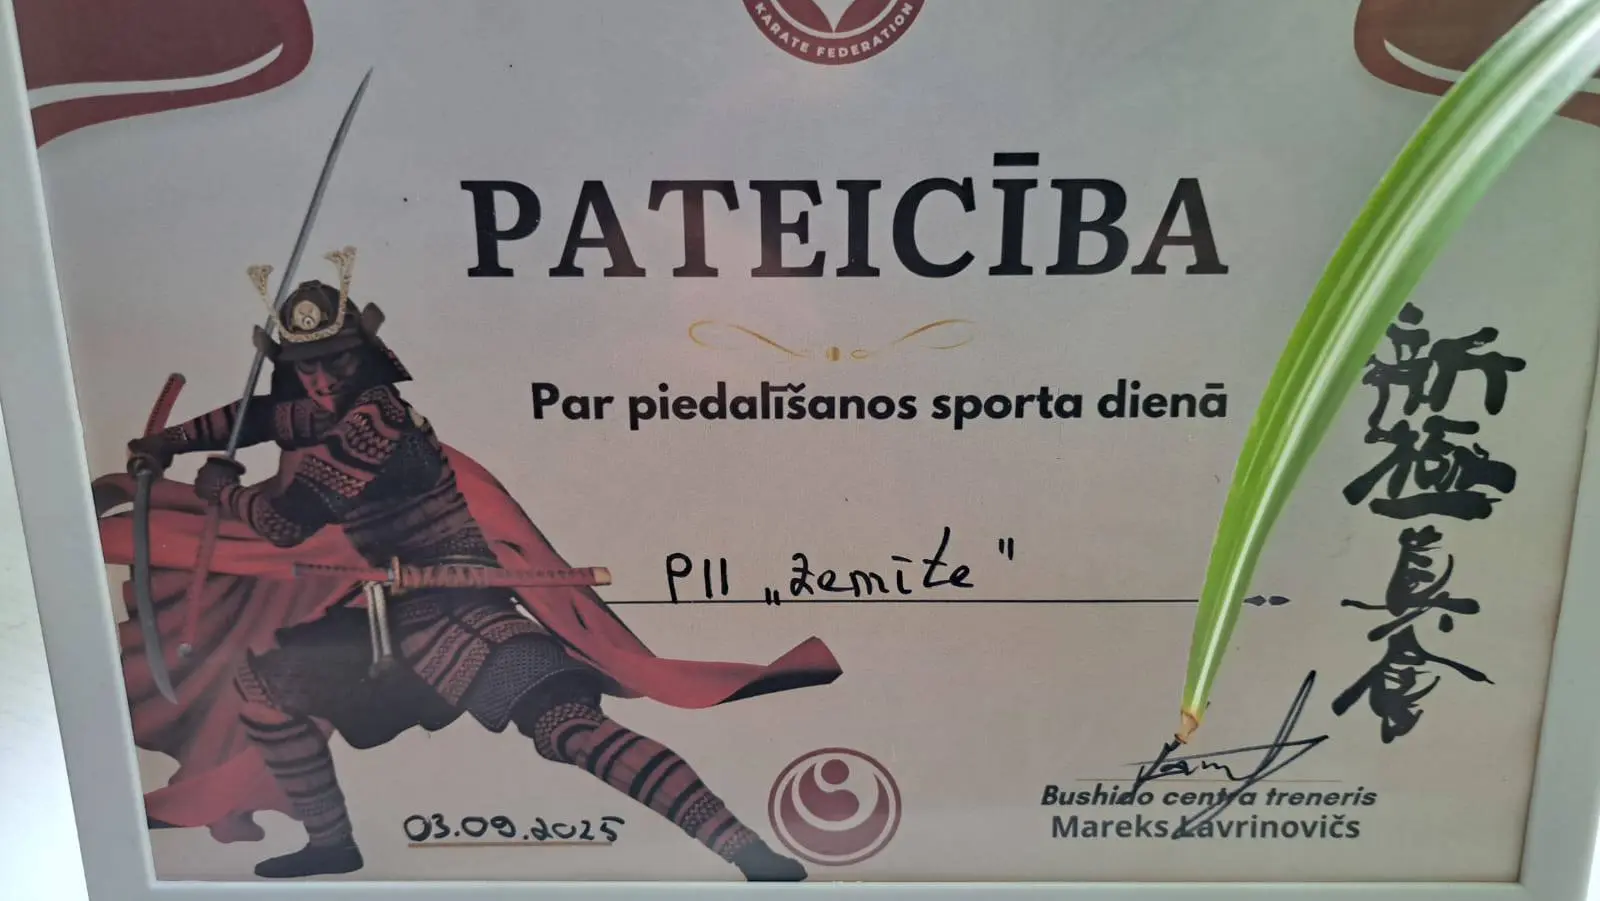 KARATE FEDERATION
PATEICĪBA
Par piedalīšanos sporta dienā
PII „Zemīte"
新極真会
03.09.2025
Bushido centra treneris
Mareks Lavrinovičs